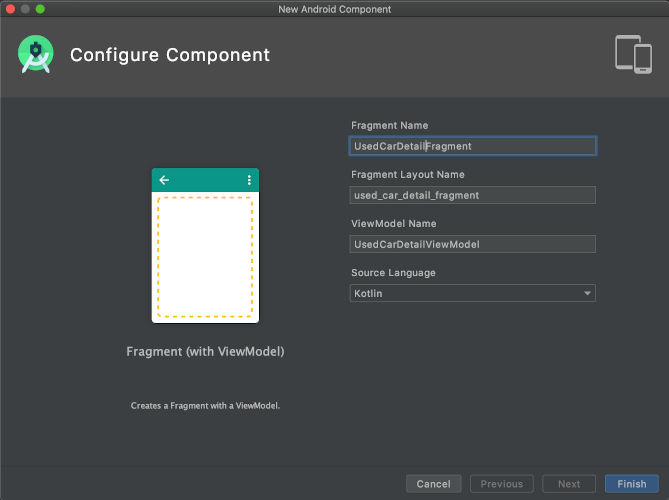 New Android Component
Configure Component
Fragment Name
UsedCarDetailFragment
Fragment Layout Name
used_car_detail_fragment
ViewModel Name
UsedCarDetailViewModel
Source Language
Kotlin
Fragment (with ViewModel)
Creates a Fragment with a ViewModel.
Cancel
Previous
Next
Finish